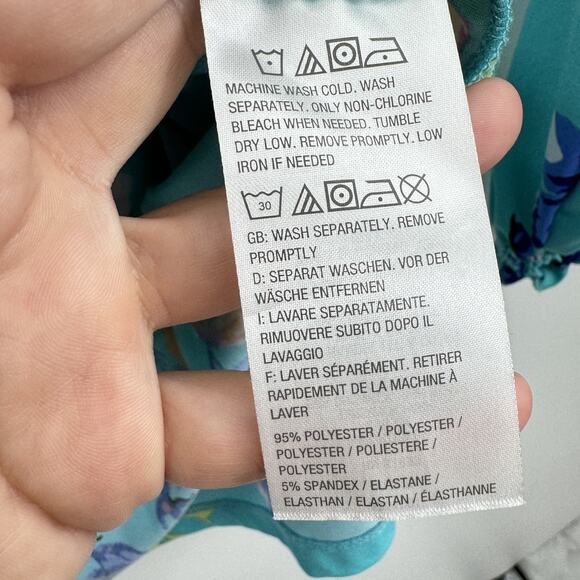 MACHINE WASH COLD. WASH
SEPARATELY. ONLY NON-CHLORINE
BLEACH WHEN NEEDED. TUMBLE
DRY LOW. REMOVE PROMPTLY. LOW
IRON IF NEEDED
30
GB: WASH SEPARATELY. REMOVE
PROMPTLY
D: SEPARAT WASCHEN. VOR DER
WÄSCHE ENTFERNEN
I: LAVARE SEPARATAMENTE.
RIMUOVERE SUBITO DOPO IL
LAVAGGIO
F: LAVER SÉPARÉMENT. RETIRER
RAPIDEMENT DE LA MACHINE À
LAVER
95% POLYESTER / POLYESTER /
POLYESTER / POLIESTERE /
POLYESTER
5% SPANDEX / ELASTANE /
ELASTHAN / ELASTAN / ÉLASTHANNE